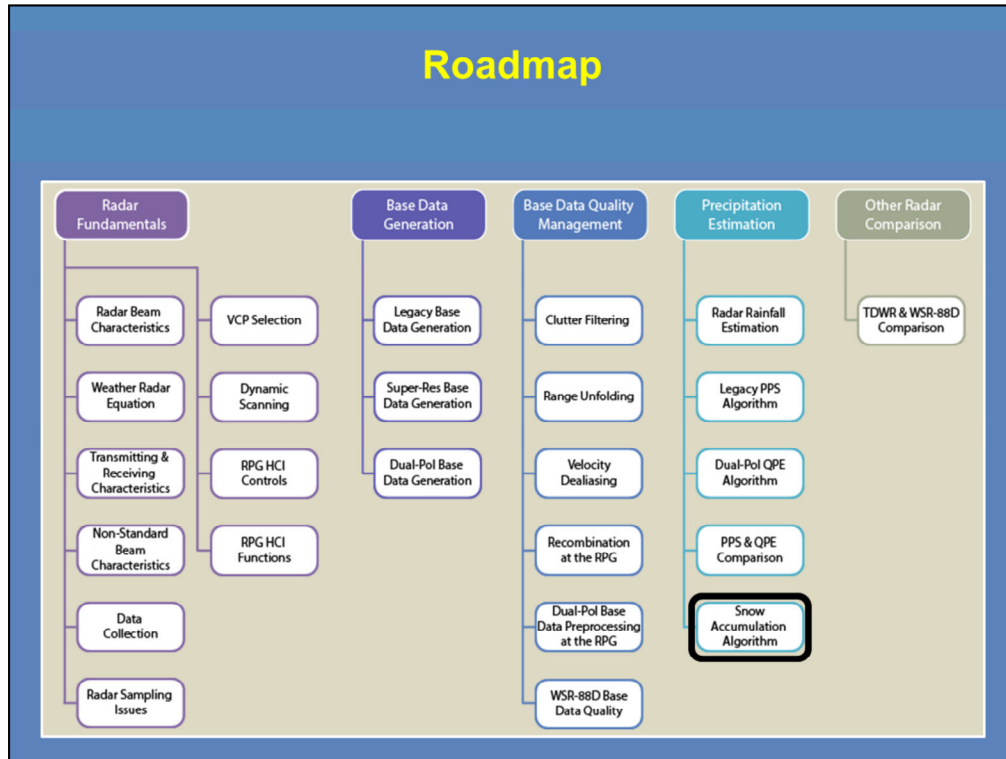 Roadmap
Radar
Fundamentals
Radar Beam
Characteristics
Weather Radar
Equation
Transmitting &
Receiving
Characteristics
Non-Standard
Beam
Characteristics
Data
Collection
Radar Sampling
Issues
VCP Selection
Dynamic
Scanning
RPG HCI
Controls
RPG HCI
Functions
Base Data
Generation
Legacy Base
Data Generation
Super-Res Base
Data Generation
Dual-Pol Base
Data Generation
Base Data Quality
Management
Clutter Filtering
Range Unfolding
Velocity
Dealiasing
Recombination
at the RPG
Dual-Pol Base
Data Preprocessing
at the RPG
WSR-88D Base
Data Quality
Precipitation
Estimation
Radar Rainfall
Estimation
Legacy PPS
Algorithm
Dual-Pol QPE
Algorithm
PPS & QPE
Comparison
Snow
Accumulation
Algorithm
Other Radar
Comparison
TDWR & WSR-88D
Comparison